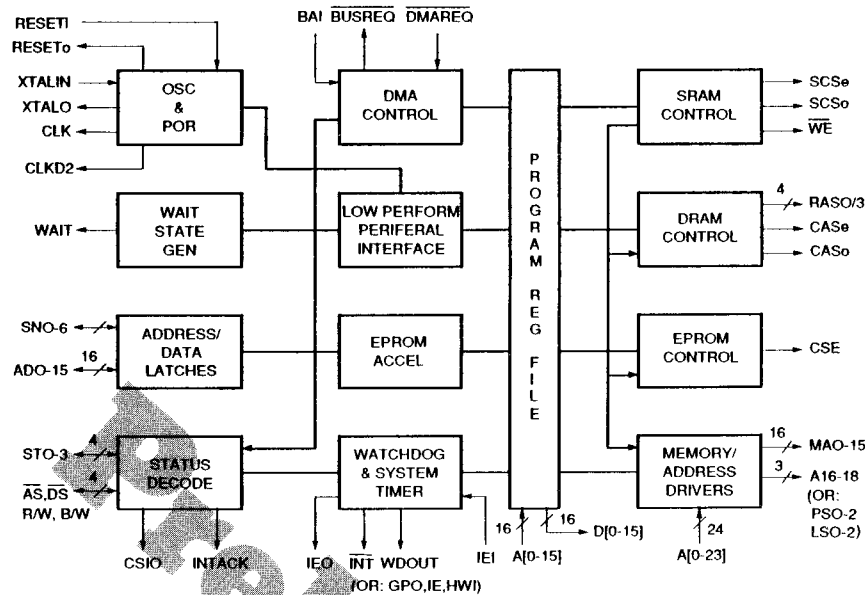 RESETI
RESETo
XTALIN
XTALO
CLK
CLKD2
OSC
&
POR
BAI BUSREQ DMAREQ
DMA
CONTROL
SRAM
CONTROL
SCSe
SCSo
WE
WAIT
WAIT
STATE
GEN
LOW PERFORM
PERIFERAL
INTERFACE
PROGRAM REG FILE
DRAM
CONTROL
4
RASO/3
CASe
CASo
SNO-6
16
ADO-15
ADDRESS/
DATA
LATCHES
EPROM
ACCEL
EPROM
CONTROL
CSE
4
STO-3
4
AS,DS
R/W, B/W
STATUS
DECODE
WATCHDOG
& SYSTEM
TIMER
MEMORY/
ADDRESS
DRIVERS
16
MAO-15
3
A16-18
(OR:
PSO-2
LSO-2)
CSIO INTACK
IEO INT WDOUT
(OR: GPO,IE,HWI)
IEI
16
A[0-15]
16
D[0-15]
24
A[0-23]